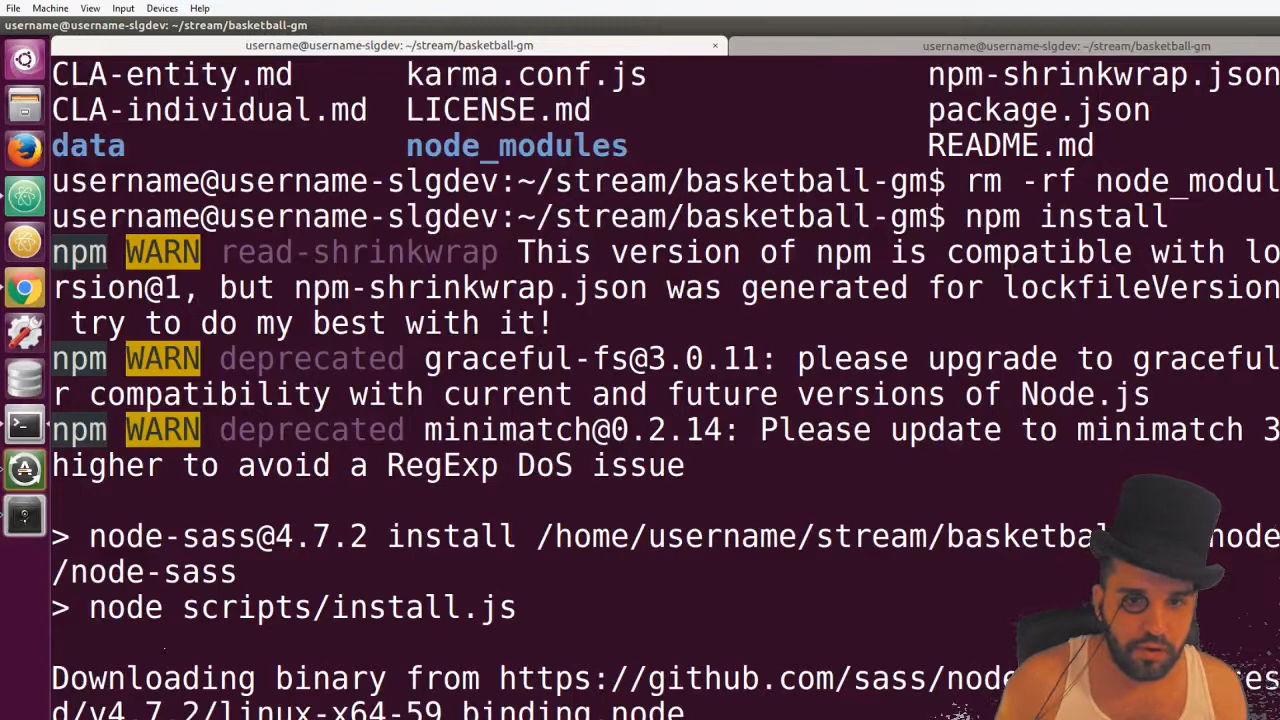 File Machine View Input Devices Help
username@username-slgdev: ~/stream/basketball-gm
username@username-slgdev: ~/stream/basketball-gm × username@username-slgdev: ~/stream/basketball-gm
CLA-entity.md karma.conf.js npm-shrinkwrap.json
CLA-individual.md LICENSE.md package.json
data node_modules README.md
username@username-slgdev:~/stream/basketball-gm$ rm -rf node_modul
username@username-slgdev:~/stream/basketball-gm$ npm install
npm WARN read-shrinkwrap This version of npm is compatible with lo
rsion@1, but npm-shrinkwrap.json was generated for lockfileVersion
try to do my best with it!
npm WARN deprecated graceful-fs@3.0.11: please upgrade to graceful
r compatibility with current and future versions of Node.js
npm WARN deprecated minimatch@0.2.14: Please update to minimatch 3
higher to avoid a RegExp DoS issue
> node-sass@4.7.2 install /home/username/stream/basketba node
/node-sass
> node scripts/install.js
Downloading binary from https://github.com/sass/node es
d/v4.7.2/linux-x64-59_binding.node